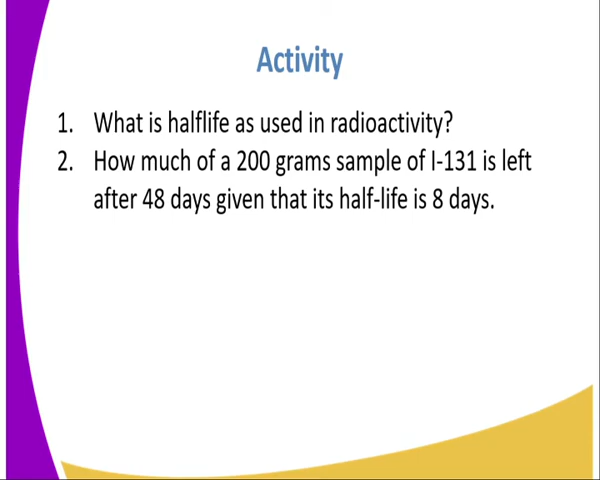 Activity
1. What is halflife as used in radioactivity?
2. How much of a 200 grams sample of I-131 is left
after 48 days given that its half-life is 8 days.